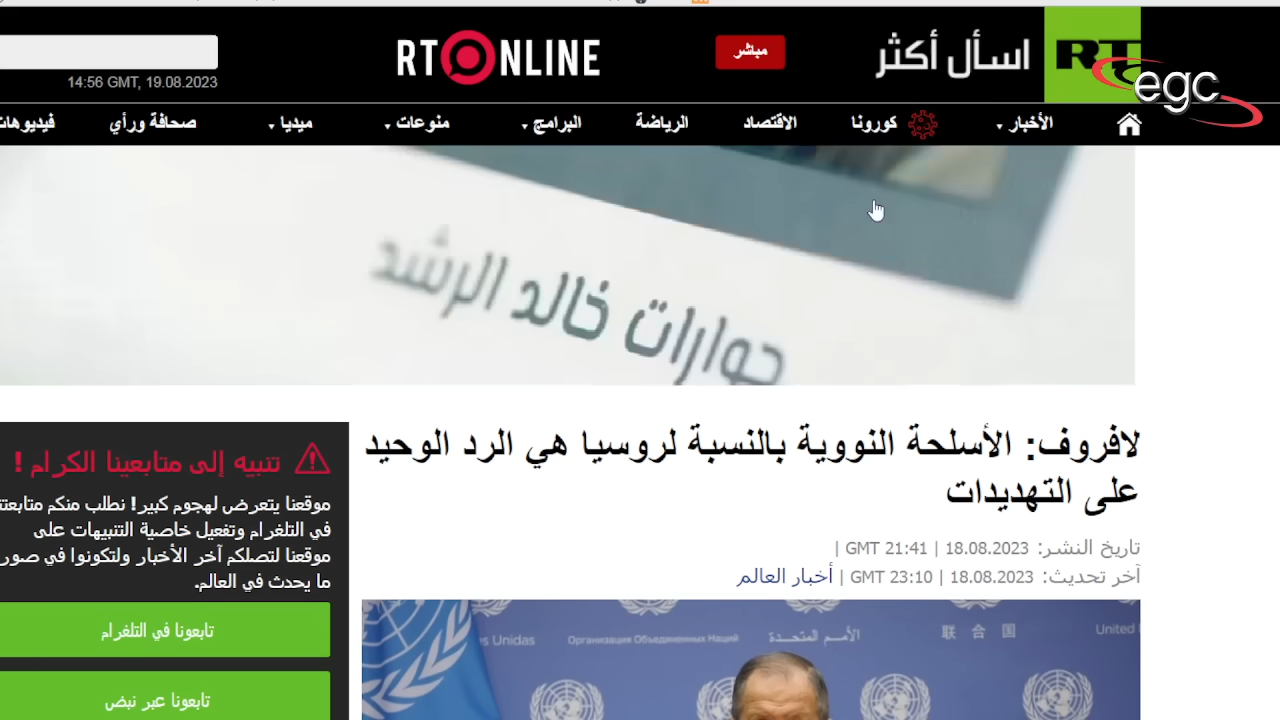 RT
اسأل أكثر
مباشر
RT ONLINE
14:56 GMT, 19.08.2023
egc
الأخبار
كورونا
الاقتصاد
الرياضة
البرامج
منوعات
ميديا
صحافة ورأي
فيديوهات
حوارات خالد الرشد
لافروف: الأسلحة النووية بالنسبة لروسيا هي الرد الوحيد
على التهديدات
تاريخ النشر: 18.08.2023 | 21:41 GMT |
آخر تحديث: 18.08.2023 | 23:10 GMT | أخبار العالم
تنبيه إلى متابعينا الكرام !
موقعنا يتعرض لهجوم كبير! نطلب منكم متابعتنا
في التلغرام وتفعيل خاصية التنبيهات على
موقعنا لتصلكم آخر الأخبار ولتكونوا في صور
ما يحدث في العالم.
تابعونا في التلغرام
تابعونا عبر نبض
es Unidas
Организация Объединенных Наций
الأمم المتحدة
联合国
United